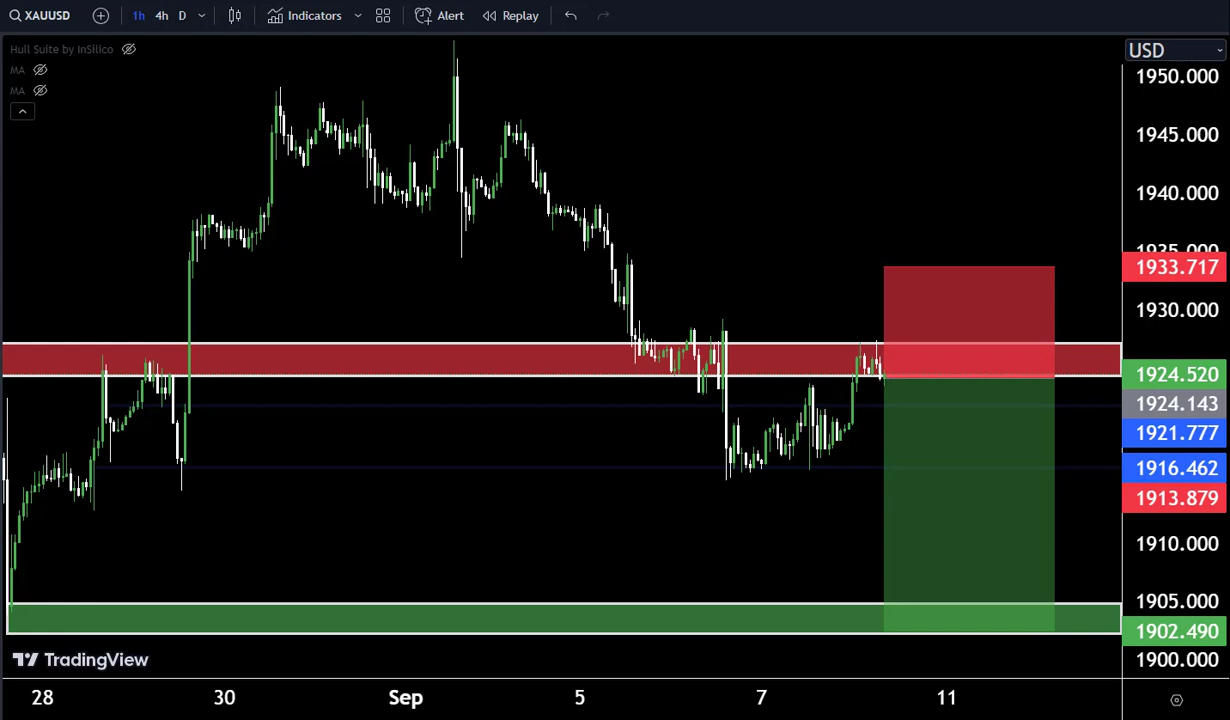 XAUUSD 1h 4h D Indicators Alert Replay
Hull Suite by InSilico
MA
MA
USD
1950.000
1945.000
1940.000
1935.000
1933.717
1930.000
1924.520
1924.143
1921.777
1916.462
1913.879
1910.000
1905.000
1902.490
1900.000
TradingView
28 30 Sep 5 7 11